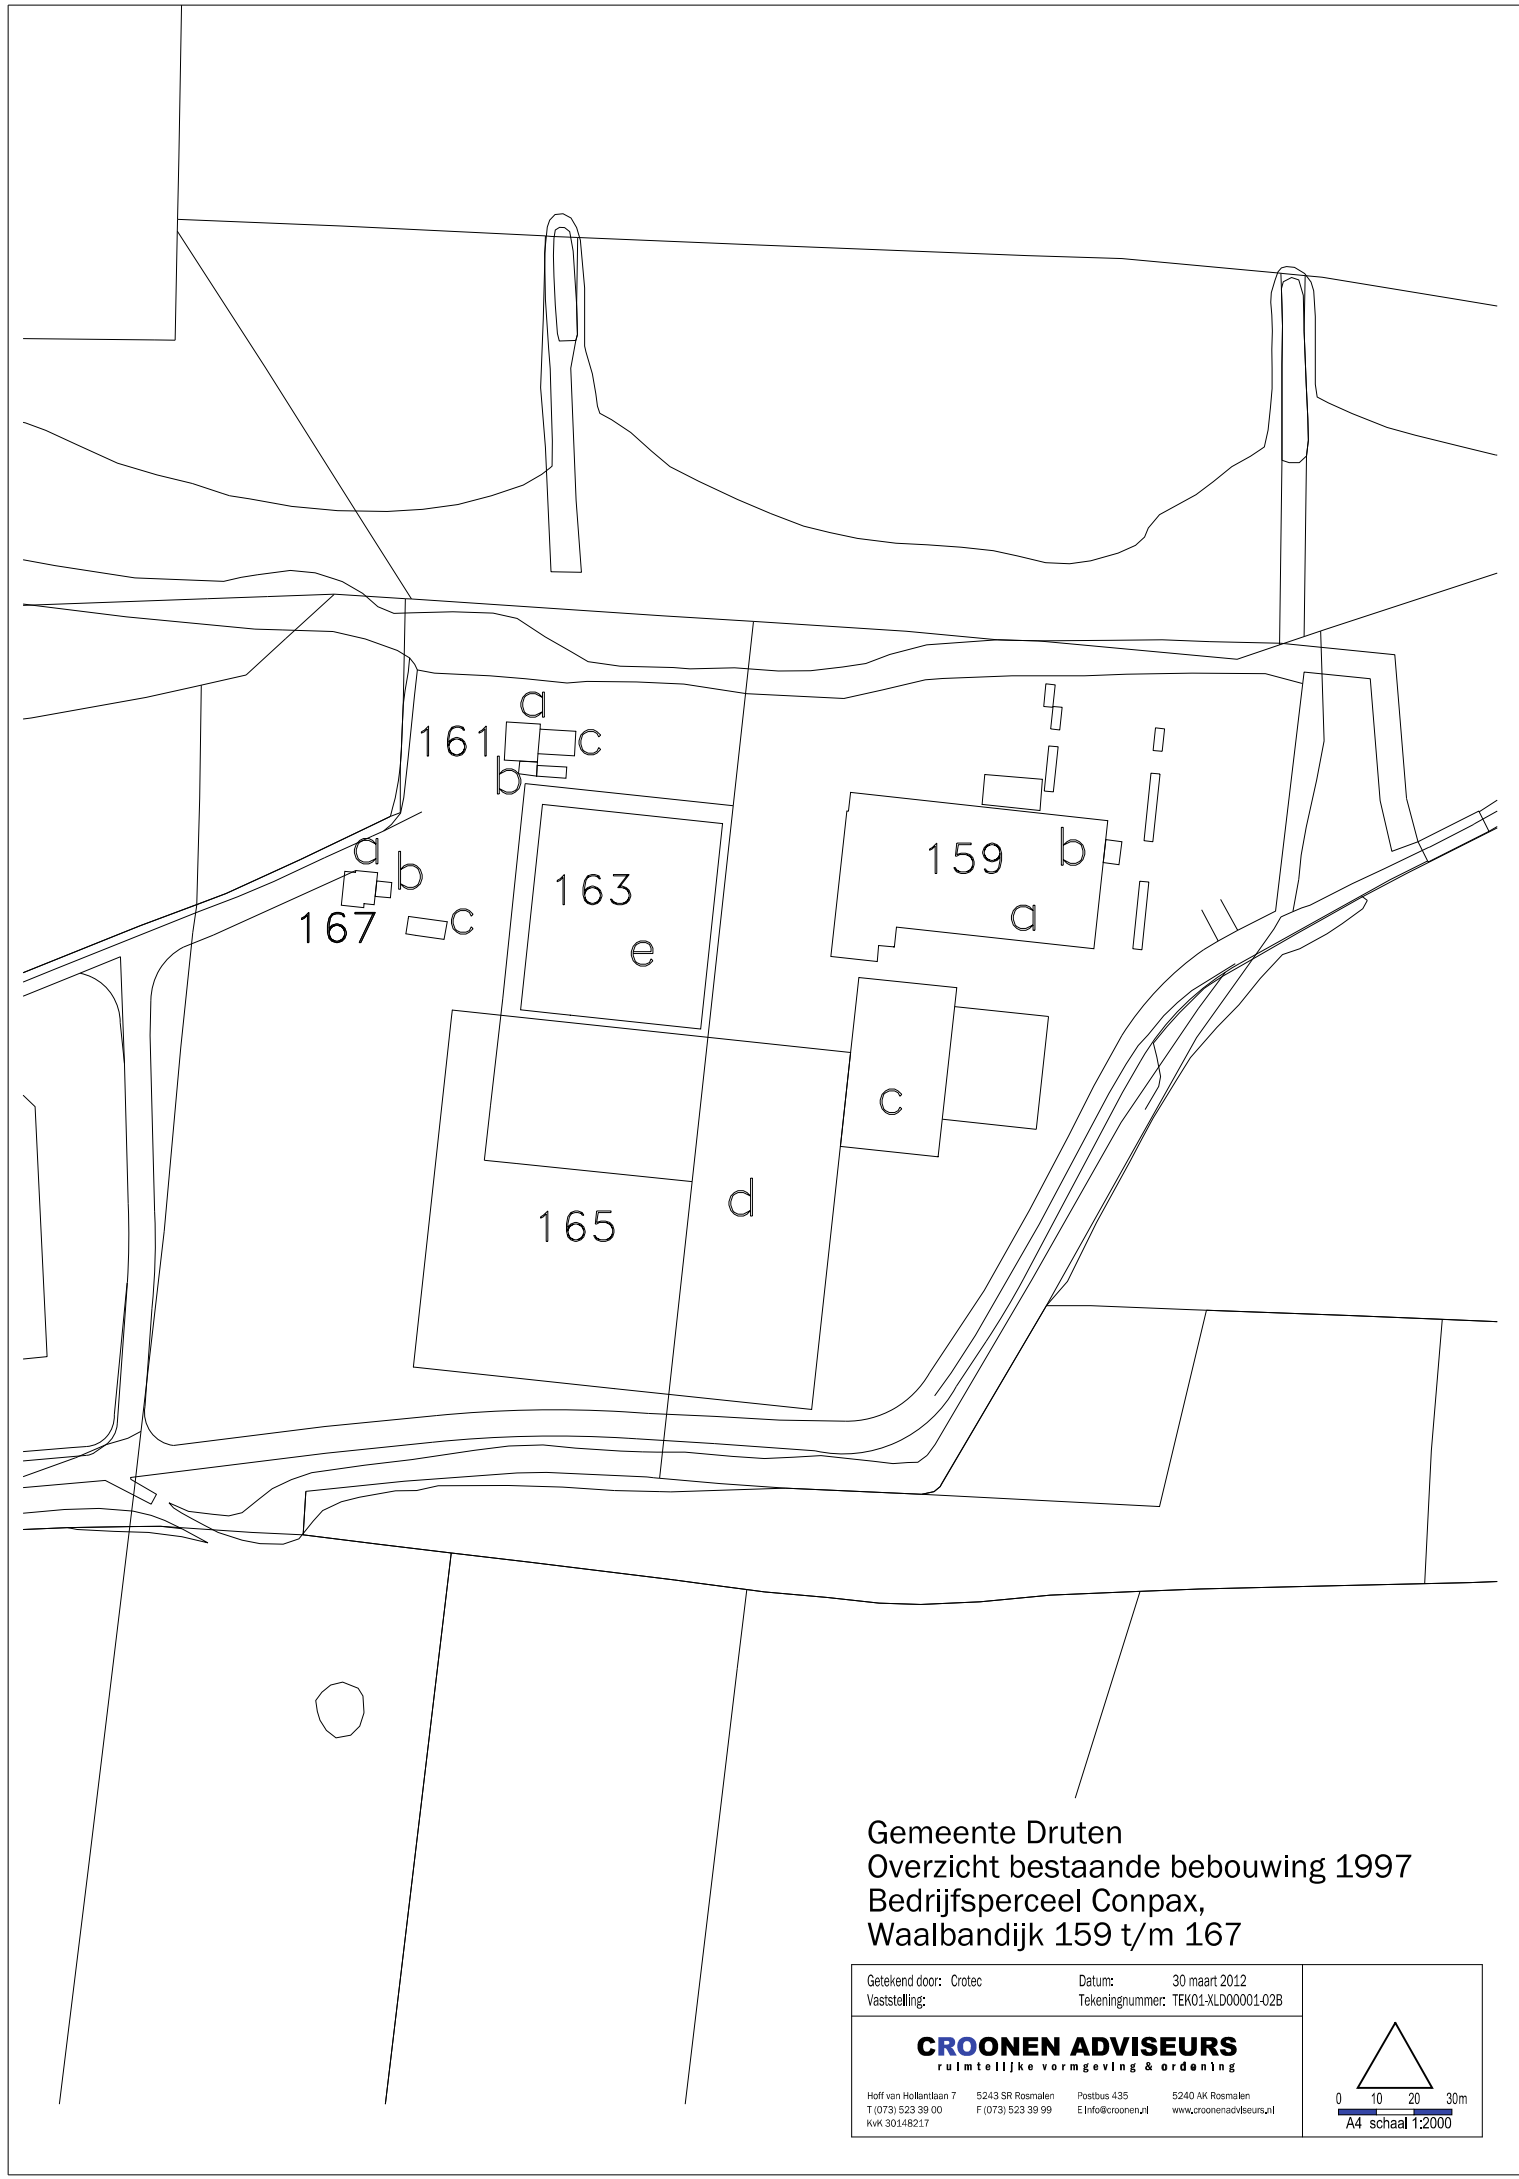 a
161
c
b
a
b
167
c
163
e
159
b
a
c
d
165
Gemeente Druten
Overzicht bestaande bebouwing 1997
Bedrijfsperceel Conpax,
Waalbandijk 159 t/m 167
Getekend door: Crotec Datum: 30 maart 2012
Vaststelling: Tekeningnummer: TEK01-XLD00001-02B
CROONEN ADVISEURS
ruimtelijke vormgeving & ordening
Hoff van Hollantlaan 7 5243 SR Rosmalen Postbus 435 5240 AK Rosmalen
T (073) 523 39 00 F (073) 523 39 99 E info@croonen.nl www.croonenadviseurs.nl
KvK 30148217
0 10 20 30m
A4 schaal 1:2000